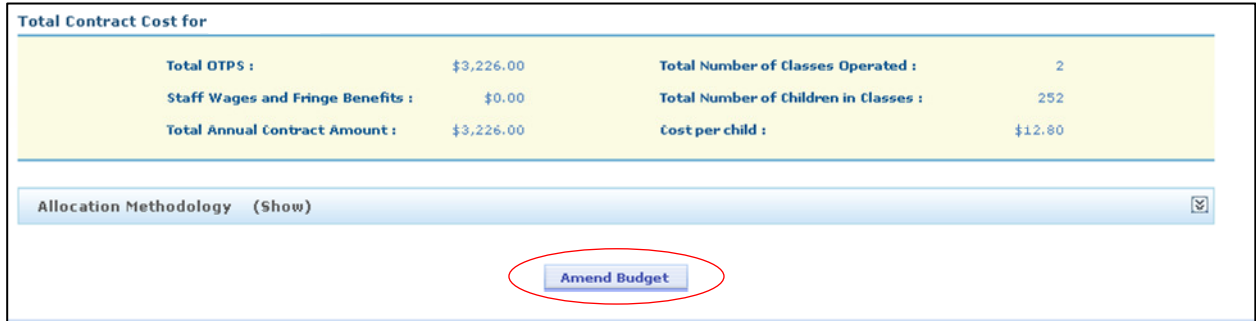 Total Contract Cost for
Total OTPS : $3,226.00 Total Number of Classes Operated : 2
Staff Wages and Fringe Benefits : $0.00 Total Number of Children in Classes : 252
Total Annual Contract Amount : $3,226.00 Cost per child : $12.80
Allocation Methodology (Show)
Amend Budget